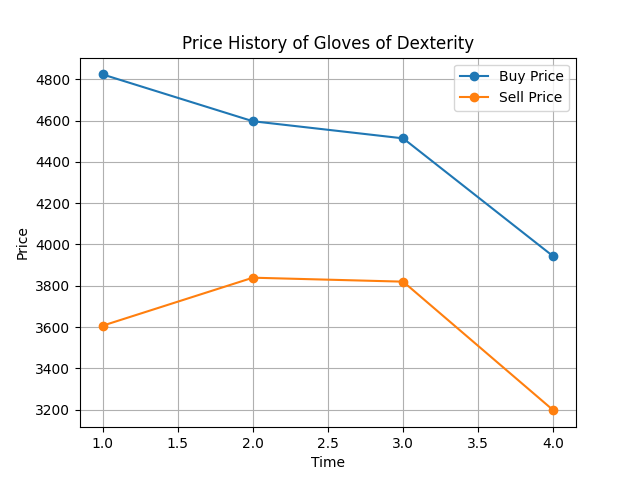 Price History of Gloves of Dexterity
Buy Price
Sell Price
4800
4600
4400
4200
4000
3800
3600
3400
3200
Price
1.0 1.5 2.0 2.5 3.0 3.5 4.0
Time